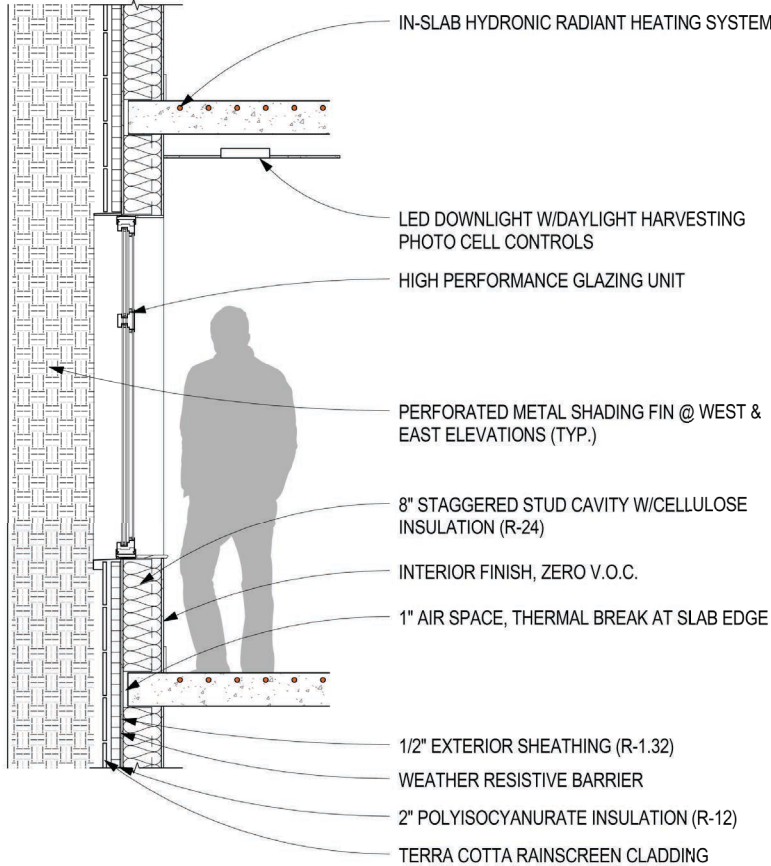 IN-SLAB HYDRONIC RADIANT HEATING SYSTEM
LED DOWNLIGHT W/DAYLIGHT HARVESTING
PHOTO CELL CONTROLS
HIGH PERFORMANCE GLAZING UNIT
PERFORATED METAL SHADING FIN @ WEST &
EAST ELEVATIONS (TYP.)
8" STAGGERED STUD CAVITY W/CELLULOSE
INSULATION (R-24)
INTERIOR FINISH, ZERO V.O.C.
1" AIR SPACE, THERMAL BREAK AT SLAB EDGE
1/2" EXTERIOR SHEATHING (R-1.32)
WEATHER RESISTIVE BARRIER
2" POLYISOCYANURATE INSULATION (R-12)
TERRA COTTA RAINSCREEN CLADDING